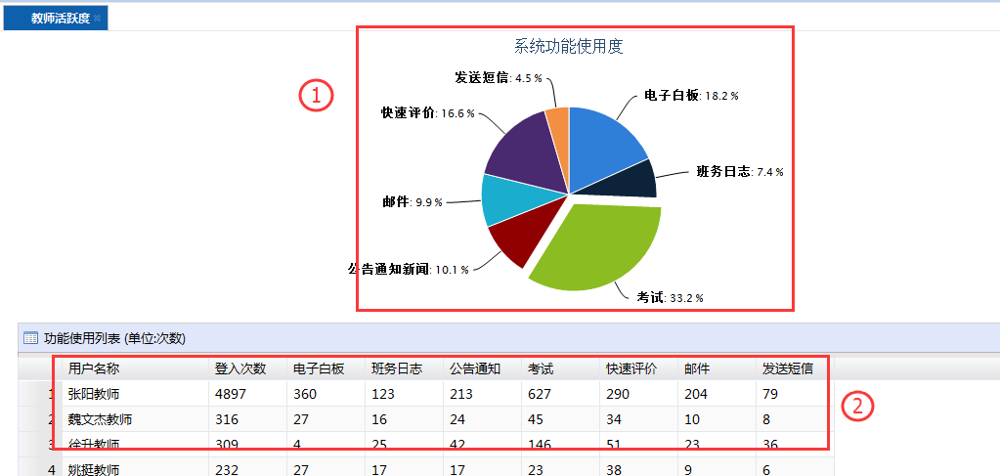 教师活跃度
系统功能使用度
①
发送短信: 4.5 %
电子白板: 18.2 %
快速评价: 16.6 %
班务日志: 7.4 %
邮件: 9.9 %
公告通知新闻: 10.1 %
考试: 33.2 %
功能使用列表 (单位:次数)
用户名称 登入次数 电子白板 班务日志 公告通知 考试 快速评价 邮件 发送短信
1 张阳教师 4897 360 123 213 627 290 204 79
②
2 魏文杰教师 316 27 16 24 45 34 10 8
3 徐升教师 309 4 25 42 146 51 23 36
4 姚挺教师 232 27 17 17 23 38 9 6